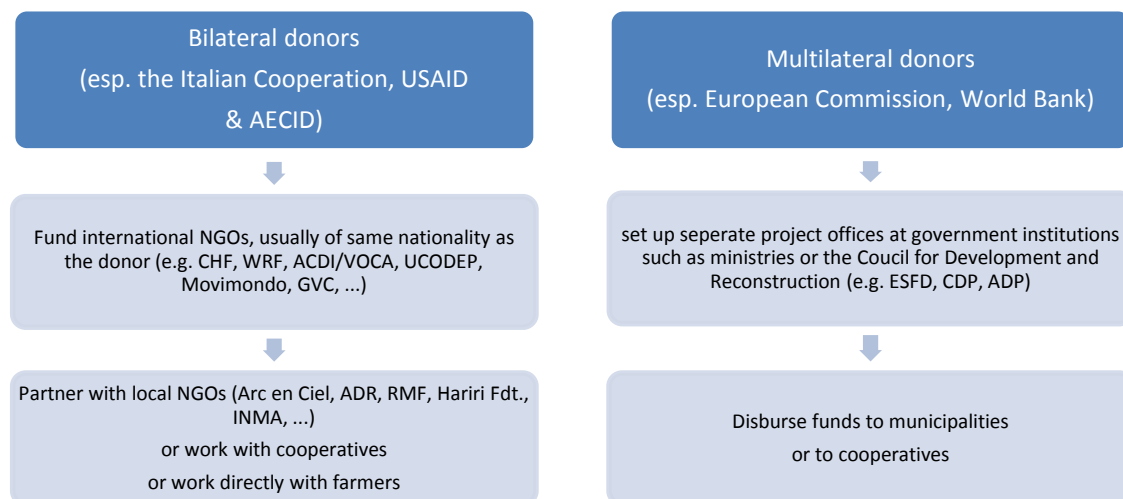 Bilateral donors
(esp. the Italian Cooperation, USAID
& AECID)
Fund international NGOs, usually of same nationality as
the donor (e.g. CHF, WRF, ACDI/VOCA, UCODEP,
Movimondo, GVC, ...)
Partner with local NGOs (Arc en Ciel, ADR, RMF, Hariri Fdt.,
INMA, ...)
or work with cooperatives
or work directly with farmers
Multilateral donors
(esp. European Commission, World Bank)
set up seperate project offices at government institutions
such as ministries or the Coucil for Development and
Reconstruction (e.g. ESFD, CDP, ADP)
Disburse funds to municipalities
or to cooperatives